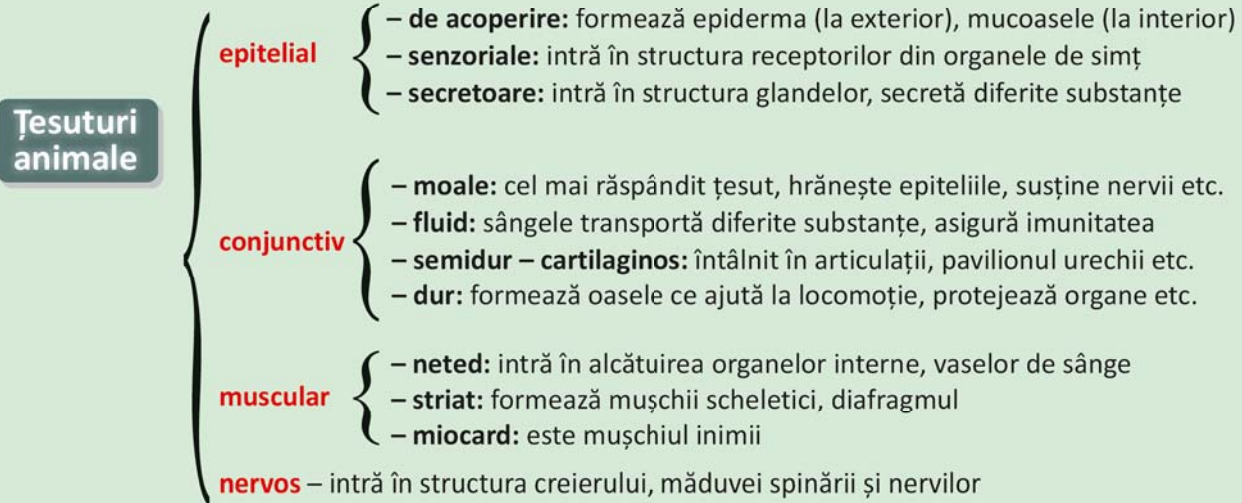 Țesuturi
animale
epitelial
– de acoperire: formează epiderma (la exterior), mucoasele (la interior)
– senzoriale: intră în structura receptorilor din organele de simț
– secretoare: intră în structura glandelor, secretă diferite substanțe
conjunctiv
– moale: cel mai răspândit țesut, hrănește epiteliile, susține nervii etc.
– fluid: sângele transportă diferite substanțe, asigură imunitatea
– semidur – cartilaginos: întâlnit în articulații, pavilionul urechii etc.
– dur: formează oasele ce ajută la locomoție, protejează organe etc.
muscular
– neted: intră în alcătuirea organelor interne, vaselor de sânge
– striat: formează mușchii scheletici, diafragmul
– miocard: este mușchiul inimii
nervos – intră în structura creierului, măduvei spinării și nervilor